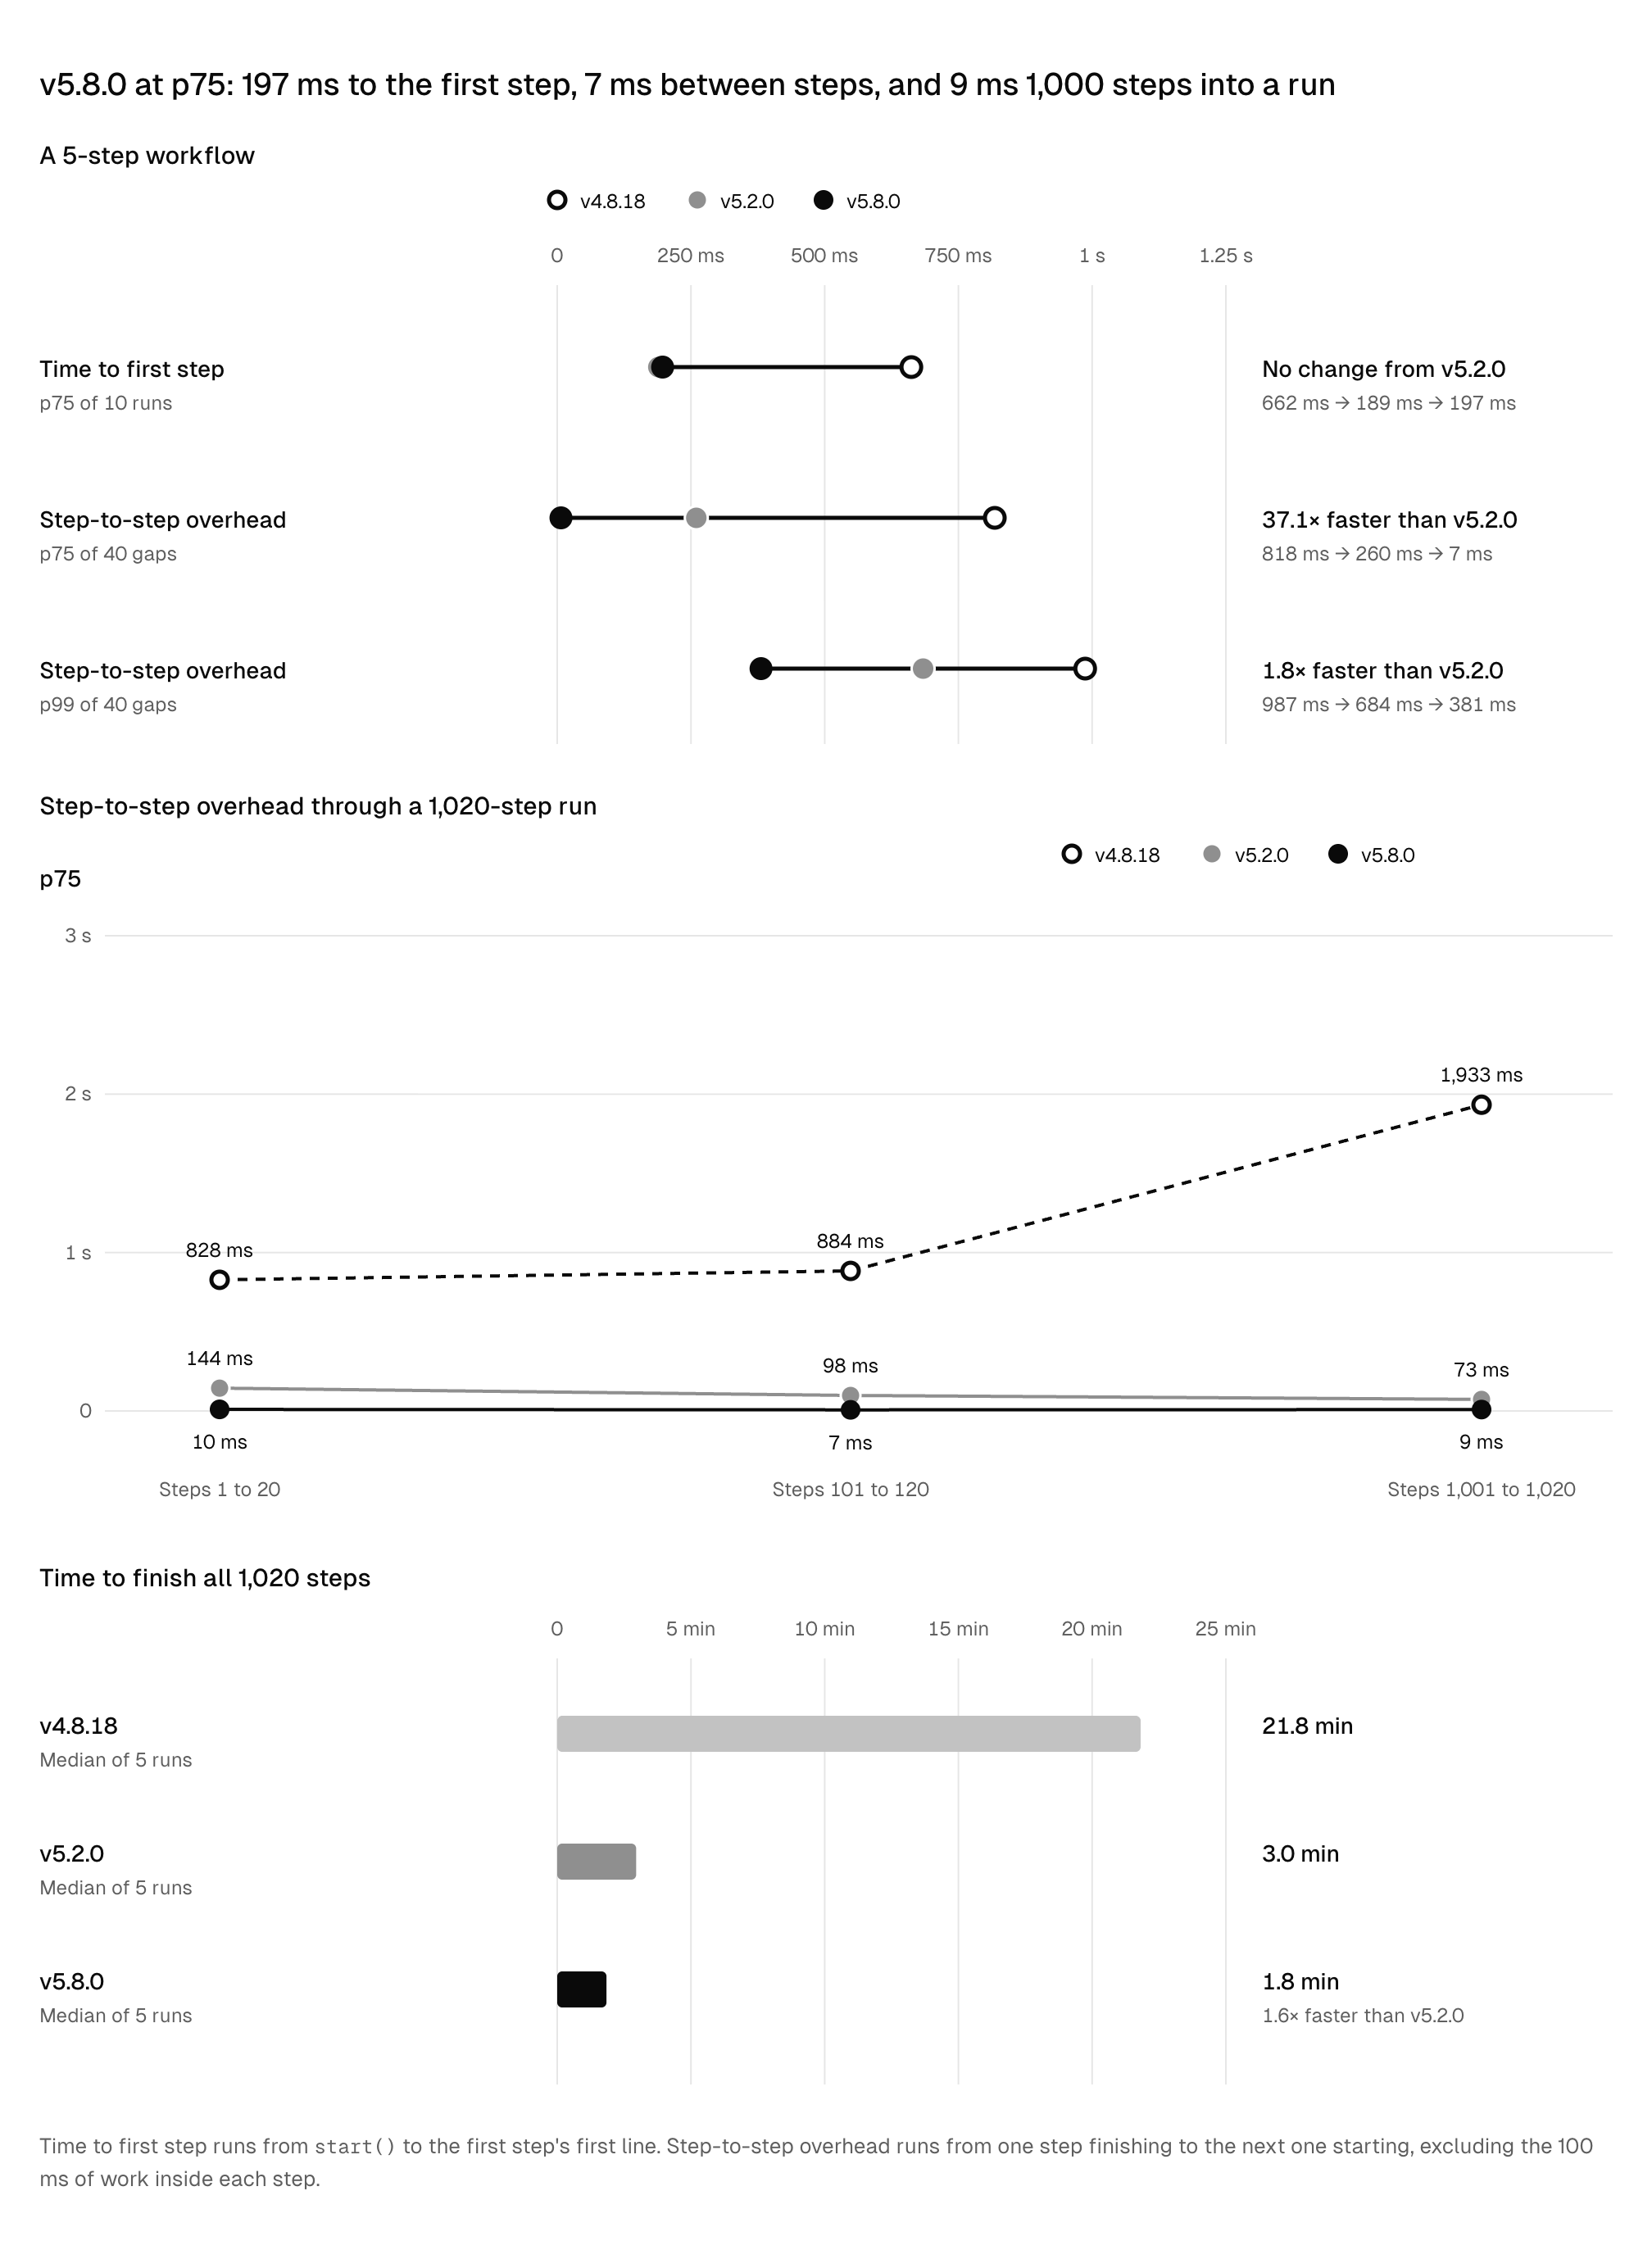 v5.8.0 at p75: 197 ms to the first step, 7 ms between steps, and 9 ms 1,000 steps into a run
A 5-step workflow
v4.8.18 v5.2.0 v5.8.0
0 250 ms 500 ms 750 ms 1 s 1.25 s
Time to first step
p75 of 10 runs
No change from v5.2.0
662 ms → 189 ms → 197 ms
Step-to-step overhead
p75 of 40 gaps
37.1× faster than v5.2.0
818 ms → 260 ms → 7 ms
Step-to-step overhead
p99 of 40 gaps
1.8× faster than v5.2.0
987 ms → 684 ms → 381 ms
Step-to-step overhead through a 1,020-step run
v4.8.18 v5.2.0 v5.8.0
p75
3 s
2 s
1 s
0
828 ms
884 ms
1,933 ms
144 ms
98 ms
73 ms
10 ms
7 ms
9 ms
Steps 1 to 20
Steps 101 to 120
Steps 1,001 to 1,020
Time to finish all 1,020 steps
0 5 min 10 min 15 min 20 min 25 min
v4.8.18
Median of 5 runs
21.8 min
v5.2.0
Median of 5 runs
3.0 min
v5.8.0
Median of 5 runs
1.8 min
1.6× faster than v5.2.0
Time to first step runs from start() to the first step's first line. Step-to-step overhead runs from one step finishing to the next one starting, excluding the 100
ms of work inside each step.